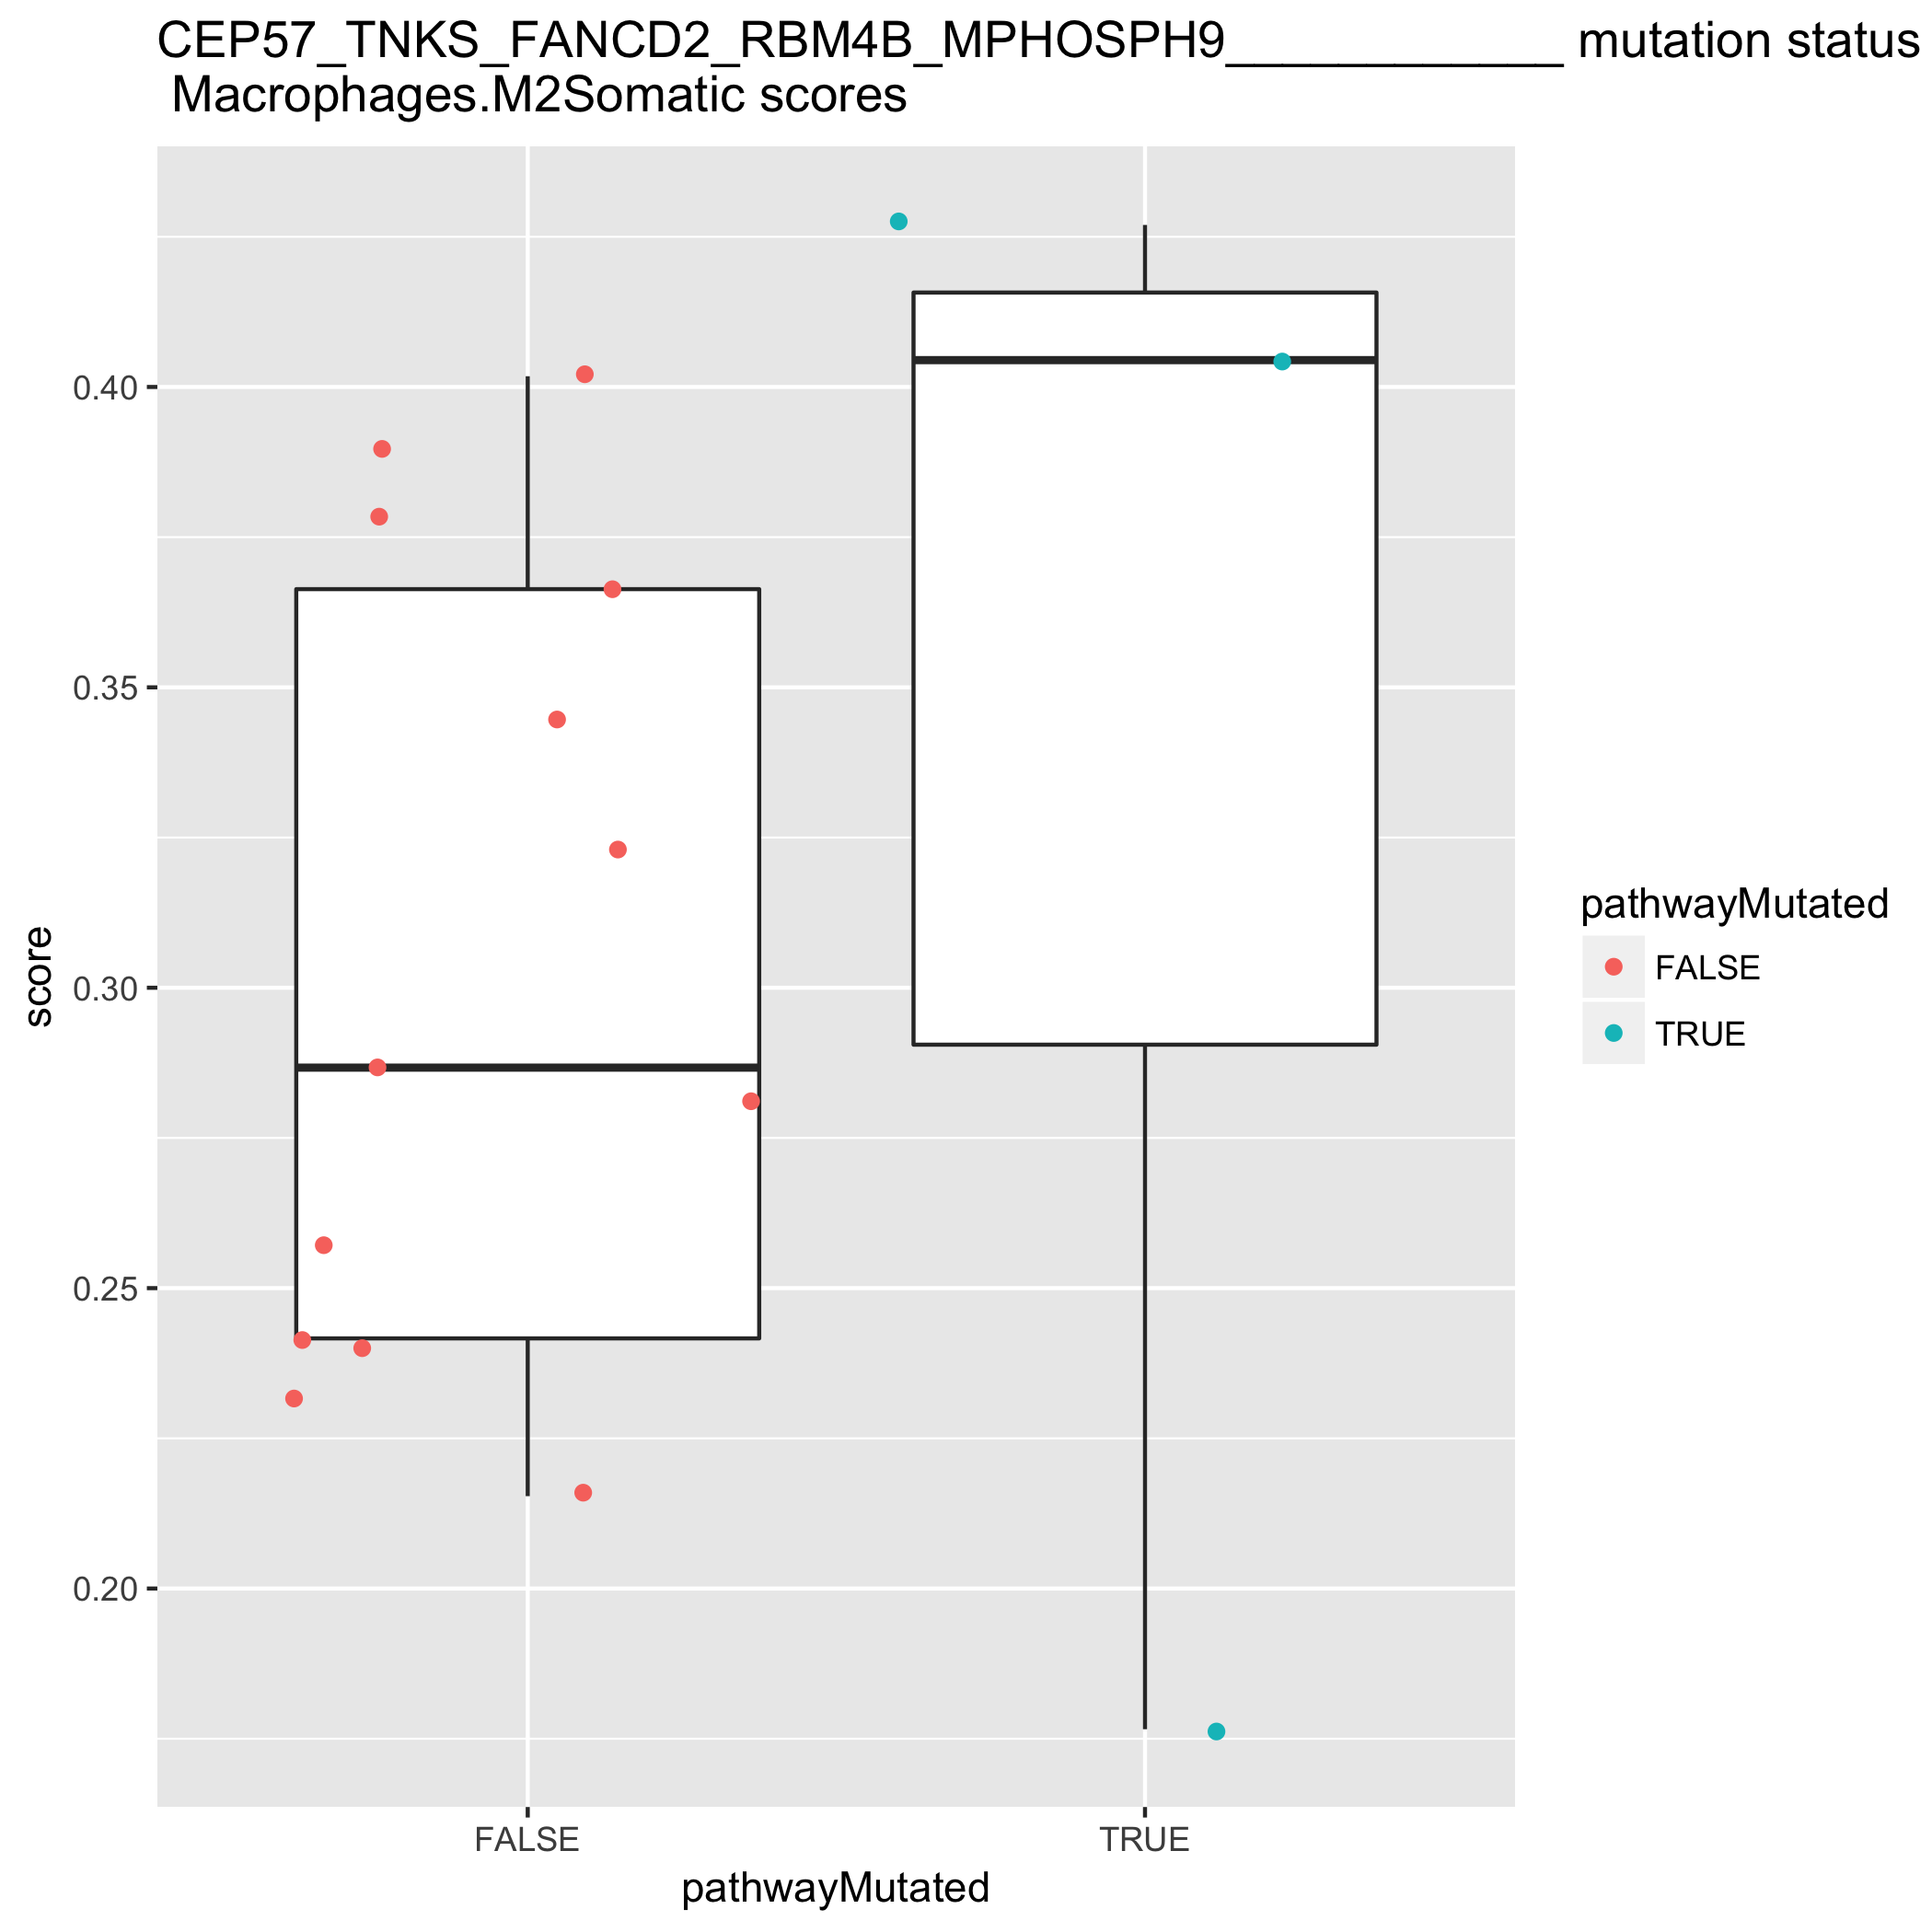 CEP57_TNKS_FANCD2_RBM4B_MPHOSPH9____________ mutation status
Macrophages.M2Somatic scores
0.40
0.35
0.30
0.25
0.20
score
FALSE
TRUE
pathwayMutated
pathwayMutated
FALSE
TRUE